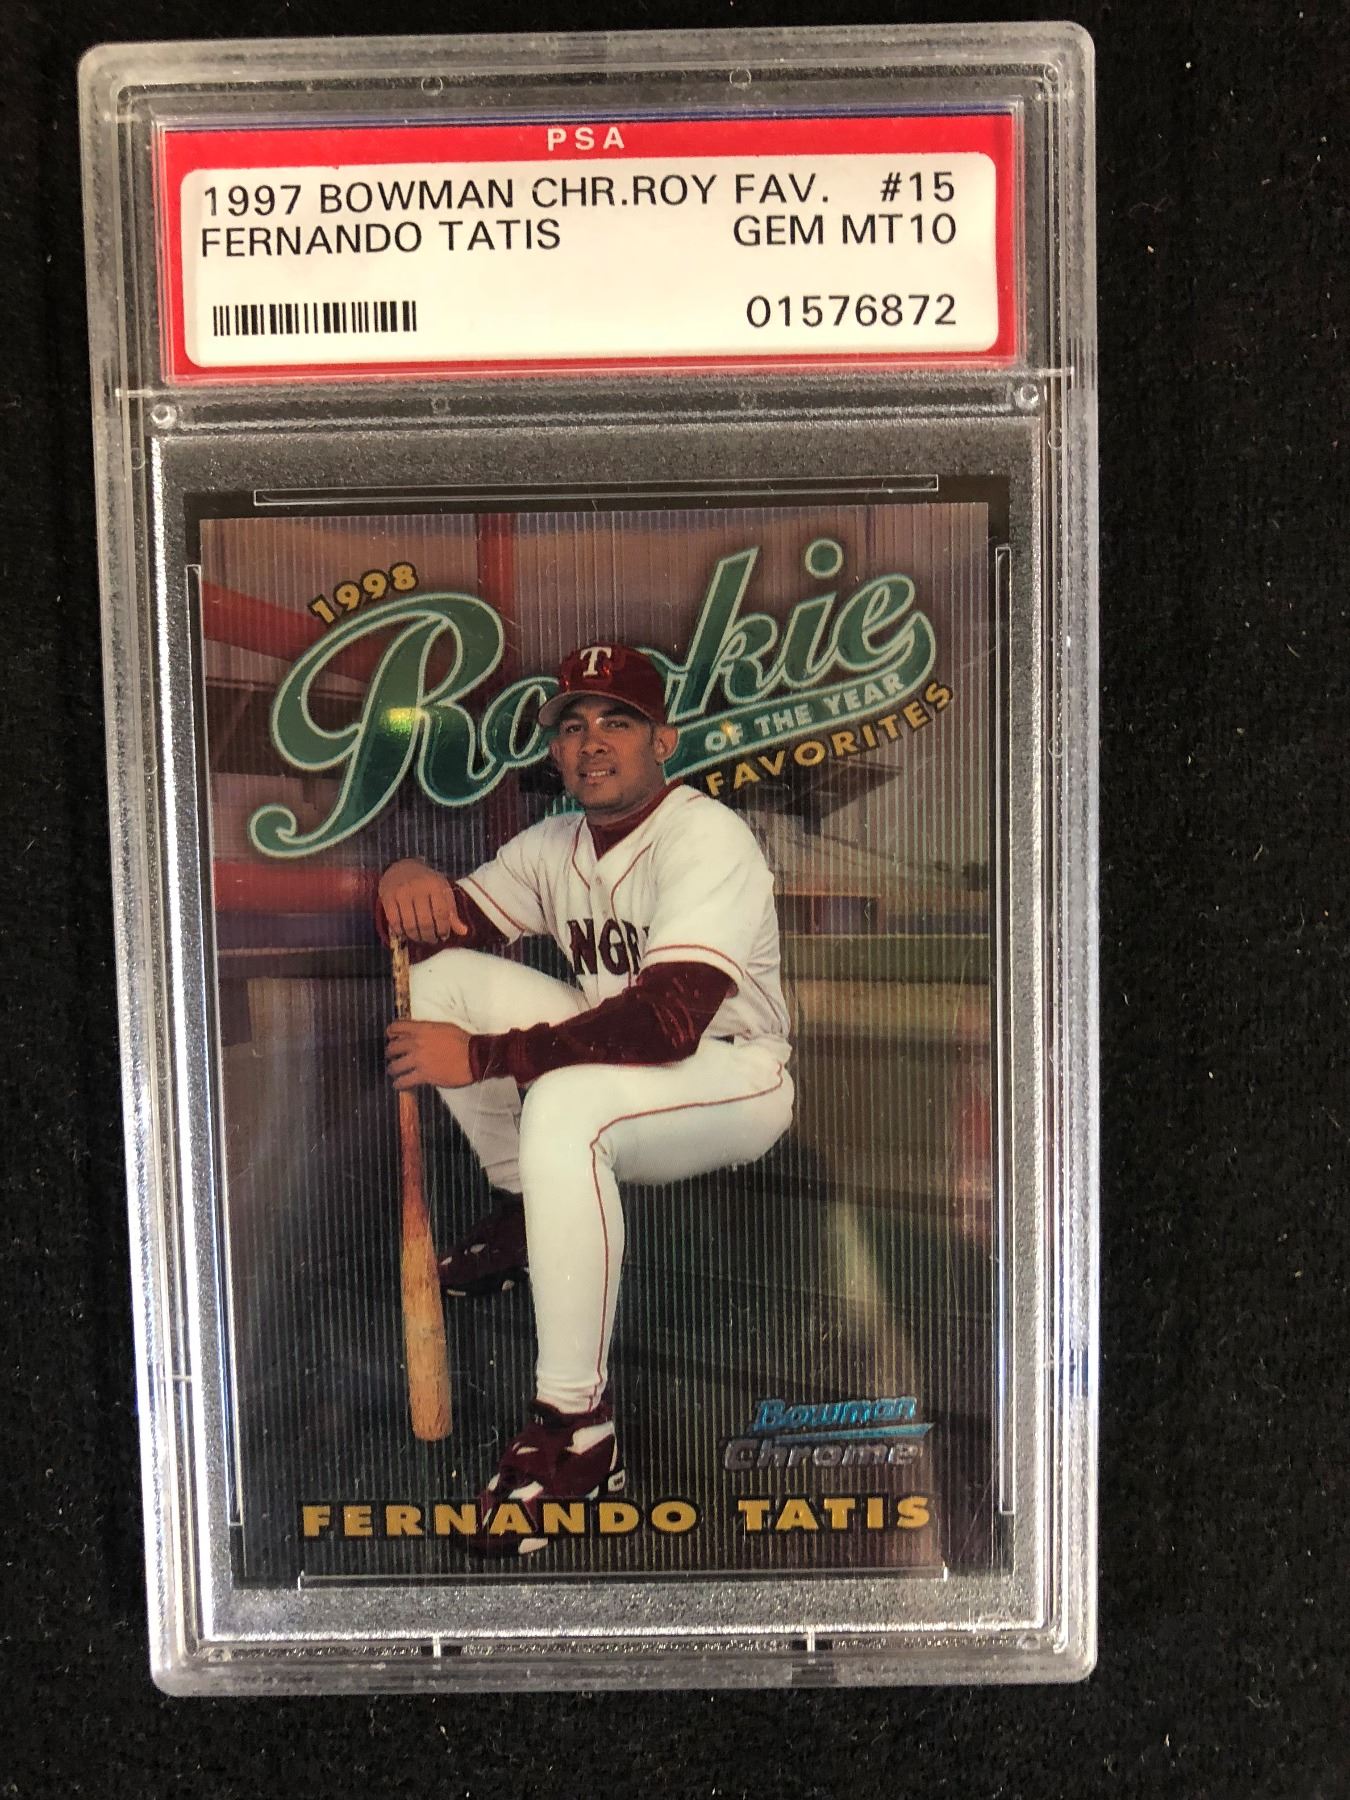 PSA
1997 BOWMAN CHR.ROY FAV. #15
FERNANDO TATIS GEM MT10
01576872
1998
Rookie
OF THE YEAR
FAVORITES
T
NGR
Bowman
Chrome
FERNANDO TATIS